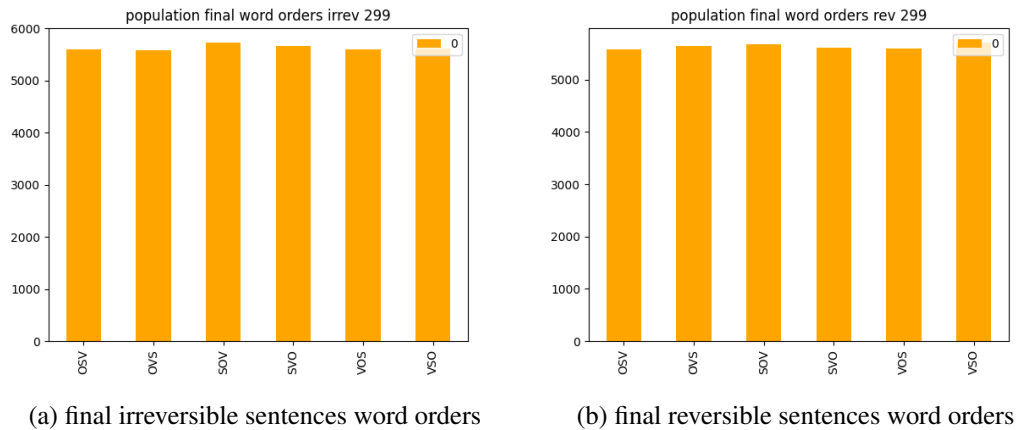 population final word orders irrev 299
6000
5000
4000
3000
2000
1000
0
0
OSV
OVS
SOV
SVO
VOS
VSO
(a) final irreversible sentences word orders
population final word orders rev 299
5000
4000
3000
2000
1000
0
0
OSV
OVS
SOV
SVO
VOS
VSO
(b) final reversible sentences word orders